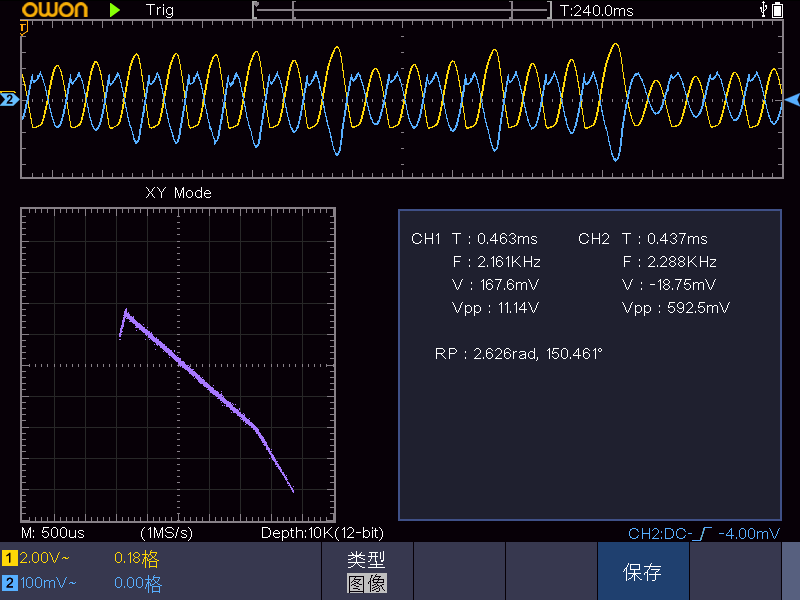 OWON Trig T:240.0ms
T
2
XY Mode
CH1 T : 0.463ms CH2 T : 0.437ms
F : 2.161KHz F : 2.288KHz
V : 167.6mV V : -18.75mV
Vpp : 11.14V Vpp : 592.5mV
RP : 2.626rad, 150.461°
M: 500us (1MS/s) Depth:10K(12-bit) CH2:DC- -4.00mV
1 2.00V~ 0.18格 类型
2 100mV~ 0.00格 图像 保存